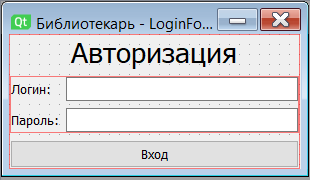 Qt Библиотекарь - LoginFo...
Авторизация
Логин:
Пароль:
Вход